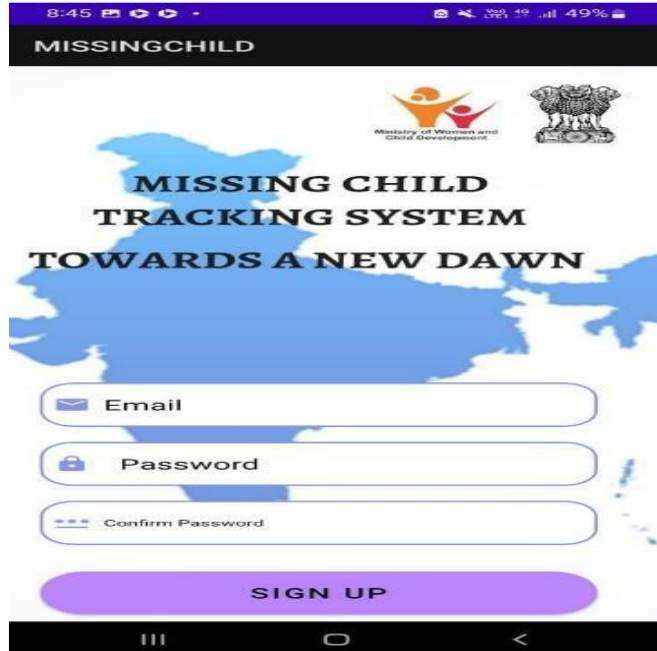 8:45
49%
MISSINGCHILD
Ministry of Women and
Child Development
MISSING CHILD
TRACKING SYSTEM
TOWARDS A NEW DAWN
Email
Password
Confirm Password
SIGN UP